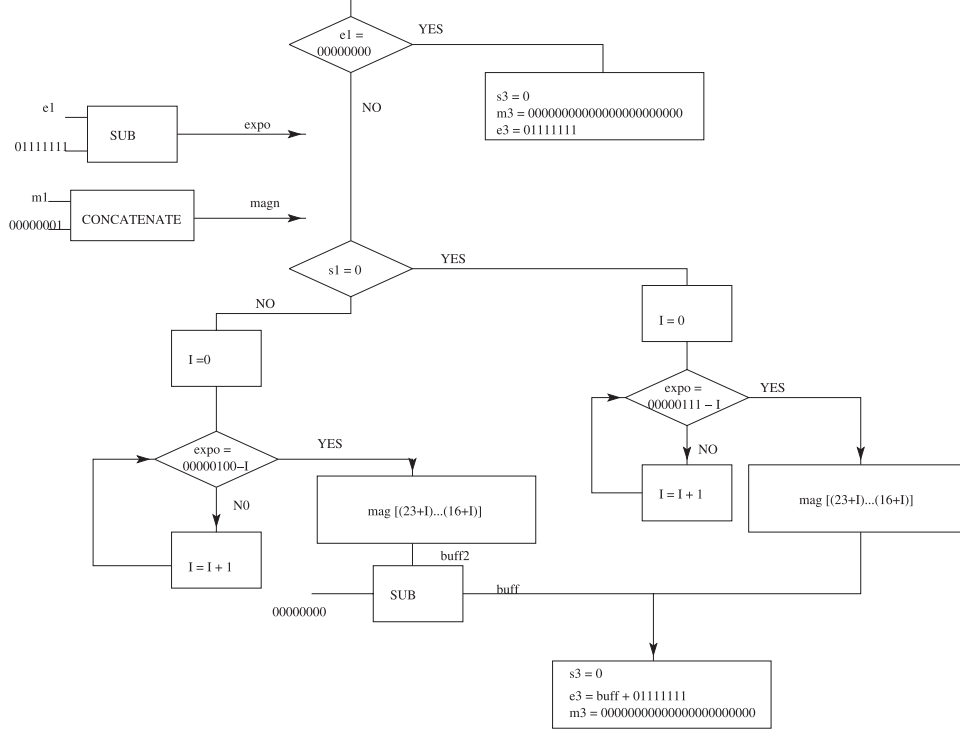 e1 =
00000000
YES
s3 = 0
m3 = 00000000000000000000000
e3 = 01111111
NO
e1
01111111
SUB
expo
m1
00000001
CONCATENATE
magn
s1 = 0
YES
NO
I = 0
I =0
expo =
00000111 – I
YES
NO
I = I + 1
mag [(23+I)...(16+I)]
expo =
00000100–I
YES
N0
I = I + 1
mag [(23+I)...(16+I)]
buff2
SUB
00000000
buff
s3 = 0
e3 = buff + 01111111
m3 = 00000000000000000000000